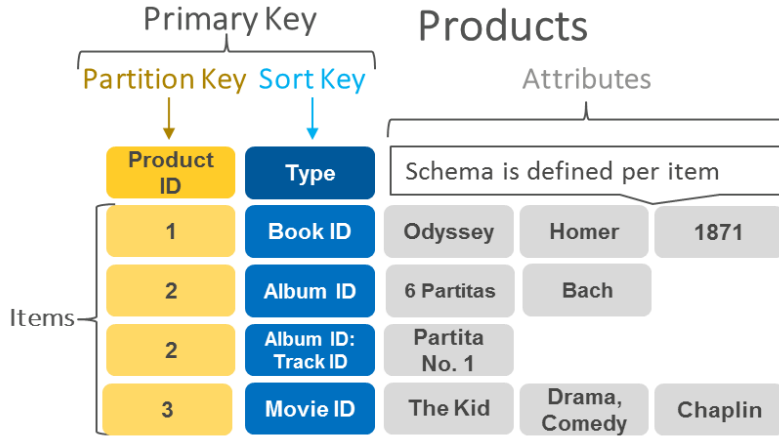 Primary Key
Products
Partition Key
Sort Key
Attributes
Product
ID
Type
Schema is defined per item
Items
1
Book ID
Odyssey
Homer
1871
2
Album ID
6 Partitas
Bach
2
Album ID:
Track ID
Partita
No. 1
3
Movie ID
The Kid
Drama,
Comedy
Chaplin